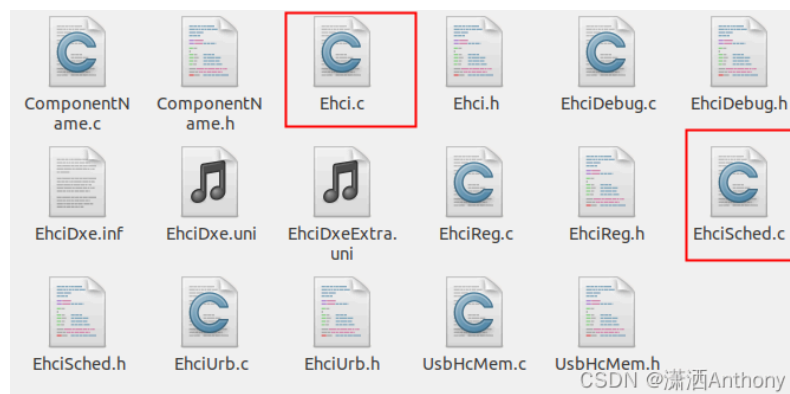 ComponentN
ame.c
ComponentN
ame.h
Ehci.c
Ehci.h
EhciDebug.c
EhciDebug.h
EhciDxe.inf
EhciDxe.uni
EhciDxeExtra.
uni
EhciReg.c
EhciReg.h
EhciSched.c
EhciSched.h
EhciUrb.c
EhciUrb.h
UsbHcMem.c
UsbHcMem.h
CSDN @潇洒Anthony